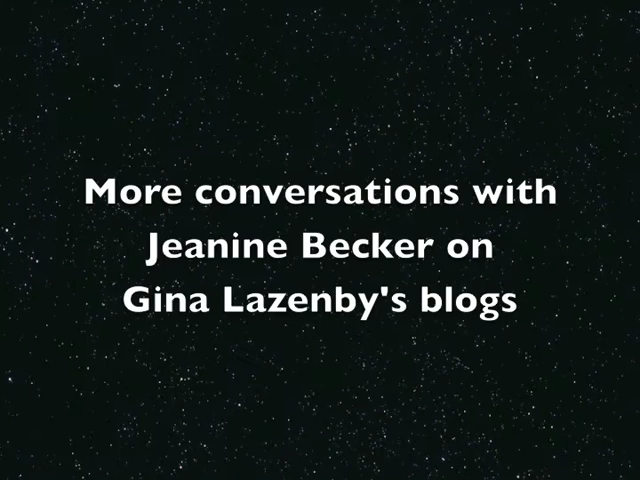 More conversations with
Jeanine Becker on
Gina Lazenby's blogs